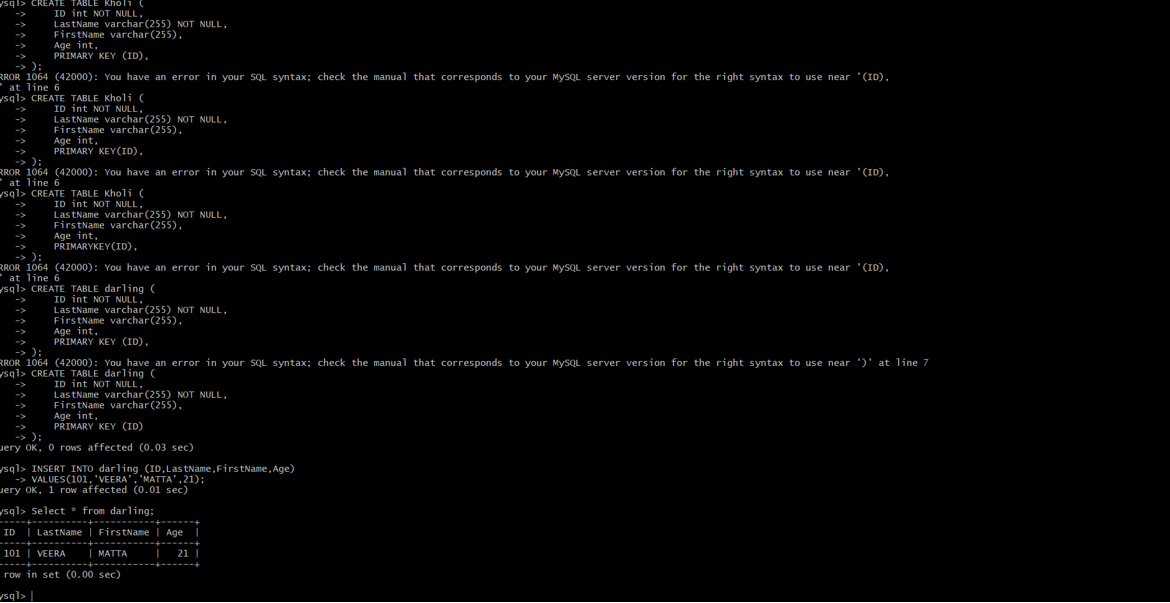 ysql> CREATE TABLE Kholi (
-> ID int NOT NULL,
-> LastName varchar(255) NOT NULL,
-> FirstName varchar(255),
-> Age int,
-> PRIMARY KEY (ID),
-> );
RROR 1064 (42000): You have an error in your SQL syntax; check the manual that corresponds to your MySQL server version for the right syntax to use near '(ID),
' at line 6
ysql> CREATE TABLE Kholi (
-> ID int NOT NULL,
-> LastName varchar(255) NOT NULL,
-> FirstName varchar(255),
-> Age int,
-> PRIMARY KEY(ID),
-> );
RROR 1064 (42000): You have an error in your SQL syntax; check the manual that corresponds to your MySQL server version for the right syntax to use near '(ID),
' at line 6
ysql> CREATE TABLE Kholi (
-> ID int NOT NULL,
-> LastName varchar(255) NOT NULL,
-> FirstName varchar(255),
-> Age int,
-> PRIMARYKEY(ID),
-> );
RROR 1064 (42000): You have an error in your SQL syntax; check the manual that corresponds to your MySQL server version for the right syntax to use near '(ID),
' at line 6
ysql> CREATE TABLE darling (
-> ID int NOT NULL,
-> LastName varchar(255) NOT NULL,
-> FirstName varchar(255),
-> Age int,
-> PRIMARY KEY (ID),
-> );
RROR 1064 (42000): You have an error in your SQL syntax; check the manual that corresponds to your MySQL server version for the right syntax to use near ')' at line 7
ysql> CREATE TABLE darling (
-> ID int NOT NULL,
-> LastName varchar(255) NOT NULL,
-> FirstName varchar(255),
-> Age int,
-> PRIMARY KEY (ID)
-> );
uery OK, 0 rows affected (0.03 sec)
ysql> INSERT INTO darling (ID,LastName,FirstName,Age)
-> VALUES(101,'VEERA','MATTA',21);
uery OK, 1 row affected (0.01 sec)
ysql> Select * from darling;
-----+----------+-----------+------+
ID | LastName | FirstName | Age |
-----+----------+-----------+------+
101 | VEERA | MATTA | 21 |
-----+----------+-----------+------+
row in set (0.00 sec)
ysql>